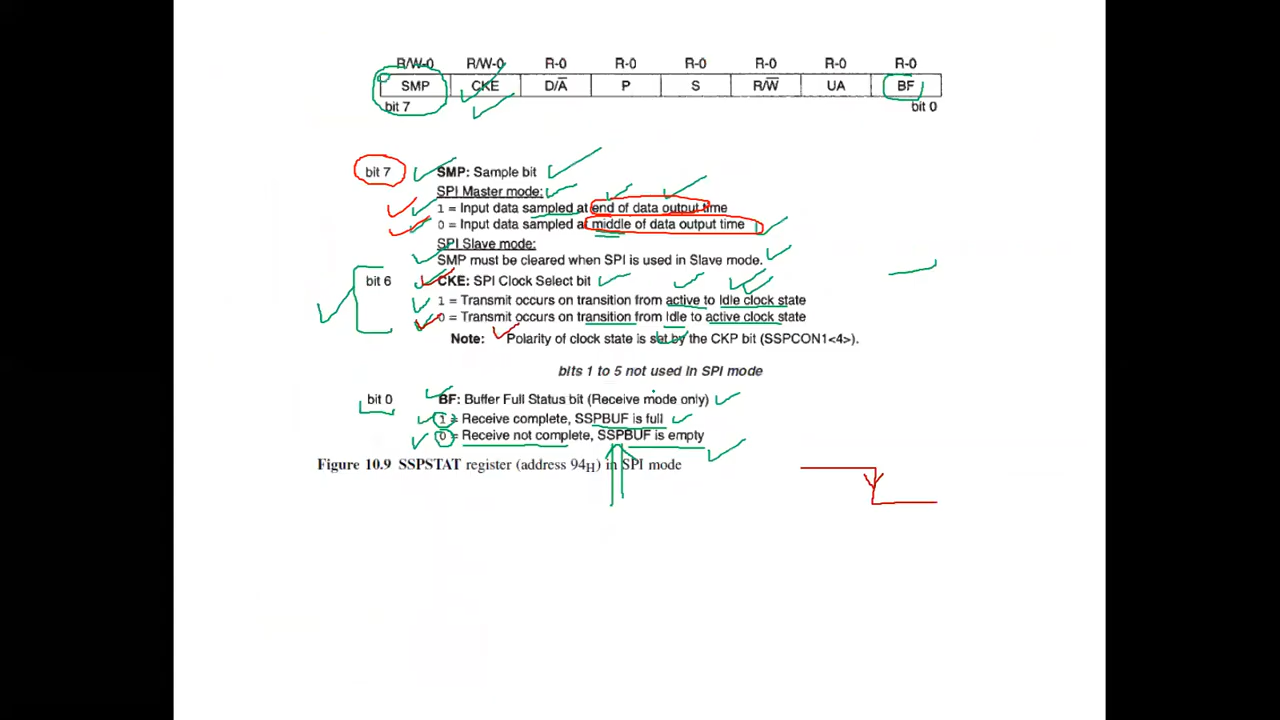 R/W-0 R/W-0 R-0 R-0 R-0 R-0 R-0 R-0
SMP CKE D/A̅ P S R/W̅ UA BF
bit 7 bit 0
bit 7 SMP: Sample bit
SPI Master mode:
1 = Input data sampled at end of data output time
0 = Input data sampled at middle of data output time
SPI Slave mode:
SMP must be cleared when SPI is used in Slave mode.
bit 6 CKE: SPI Clock Select bit
1 = Transmit occurs on transition from active to Idle clock state
0 = Transmit occurs on transition from Idle to active clock state
Note: Polarity of clock state is set by the CKP bit (SSPCON1<4>).
bits 1 to 5 not used in SPI mode
bit 0 BF: Buffer Full Status bit (Receive mode only)
1 = Receive complete, SSPBUF is full
0 = Receive not complete, SSPBUF is empty
Figure 10.9 SSPSTAT register (address 94H) in SPI mode